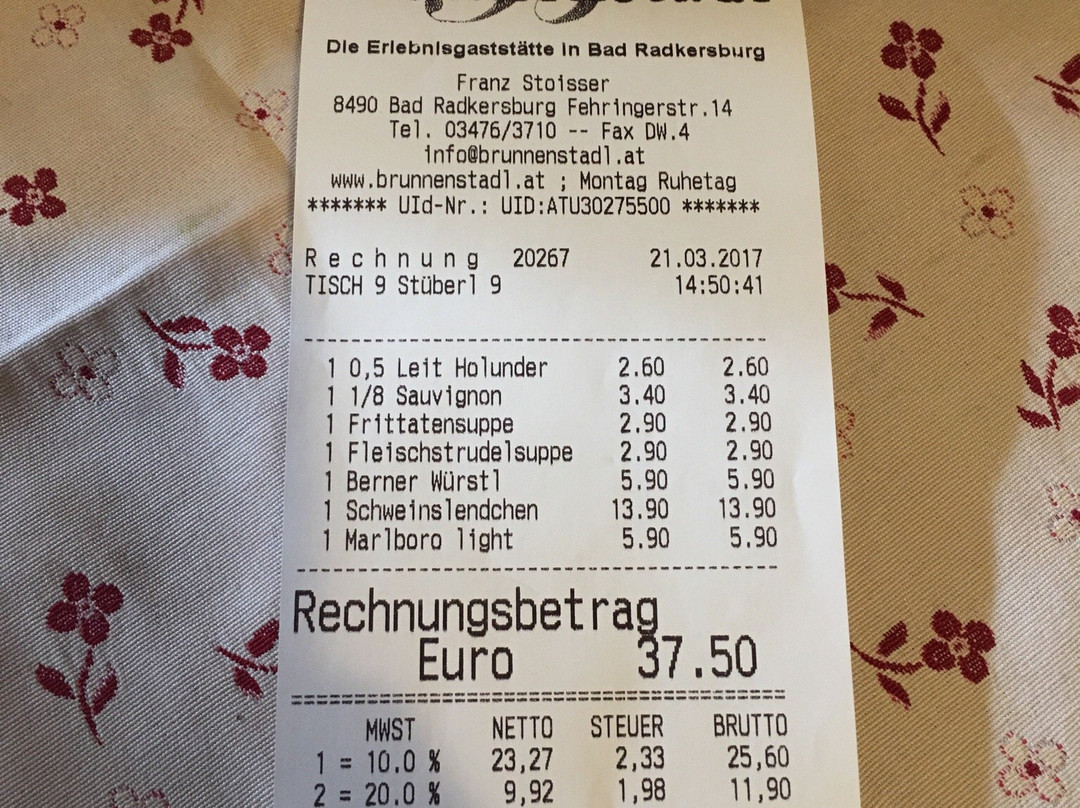 Die Erlebnisgaststätte in Bad Radkersburg
Franz Stoisser
8490 Bad Radkersburg Fehringerstr.14
Tel. 03476/3710 -- Fax DW.4
info@brunnenstadl.at
www.brunnenstadl.at ; Montag Ruhetag
******* UId-Nr.: UID:ATU30275500 *******
R e c h n u n g 20267 21.03.2017
TISCH 9 Stüberl 9 14:50:41
1 0,5 Leit Holunder 2.60 2.60
1 1/8 Sauvignon 3.40 3.40
1 Frittatensuppe 2.90 2.90
1 Fleischstrudelsuppe 2.90 2.90
1 Berner Würstl 5.90 5.90
1 Schweinslendchen 13.90 13.90
1 Marlboro light 5.90 5.90
Rechnungsbetrag
Euro 37.50
MWST NETTO STEUER BRUTTO
1 = 10.0 % 23,27 2,33 25,60
2 = 20.0 % 9,92 1,98 11,90